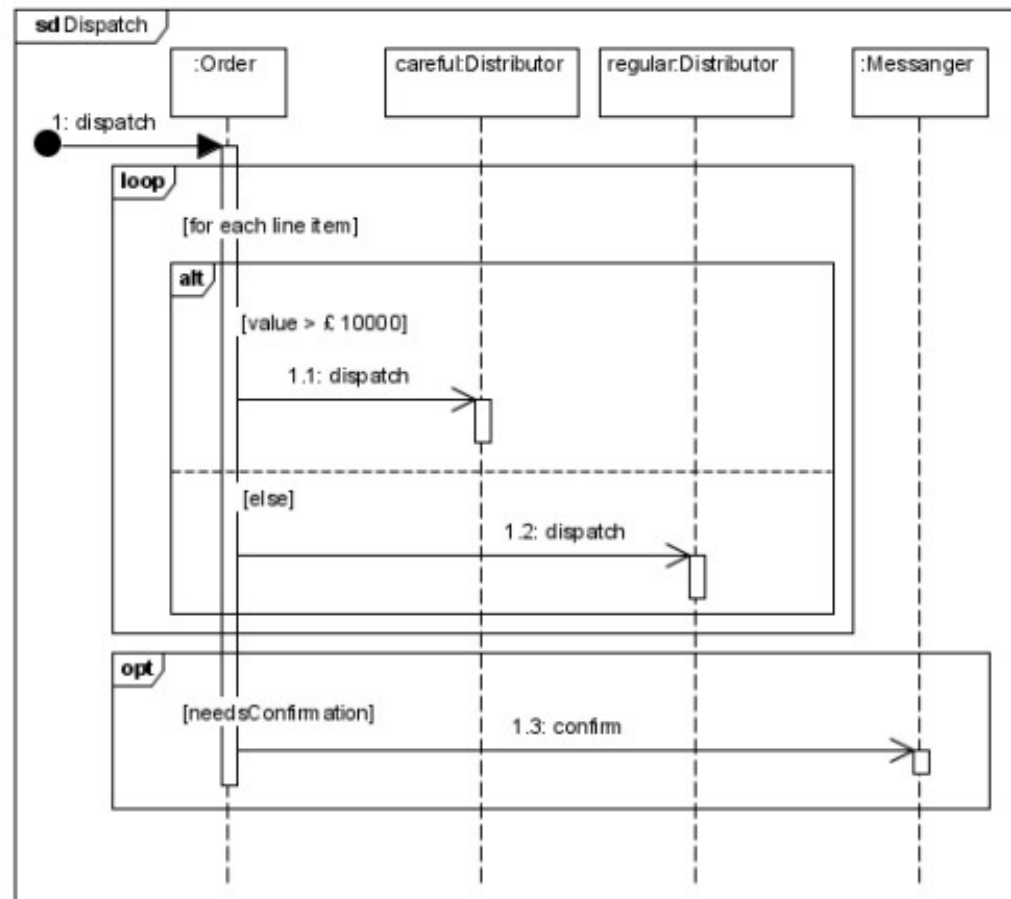 sd Dispatch
:Order
careful:Distributor
regular:Distributor
:Messanger
1: dispatch
loop
[for each line item]
alt
[value > £ 10000]
1.1: dispatch
[else]
1.2: dispatch
opt
[needsConfirmation]
1.3: confirm